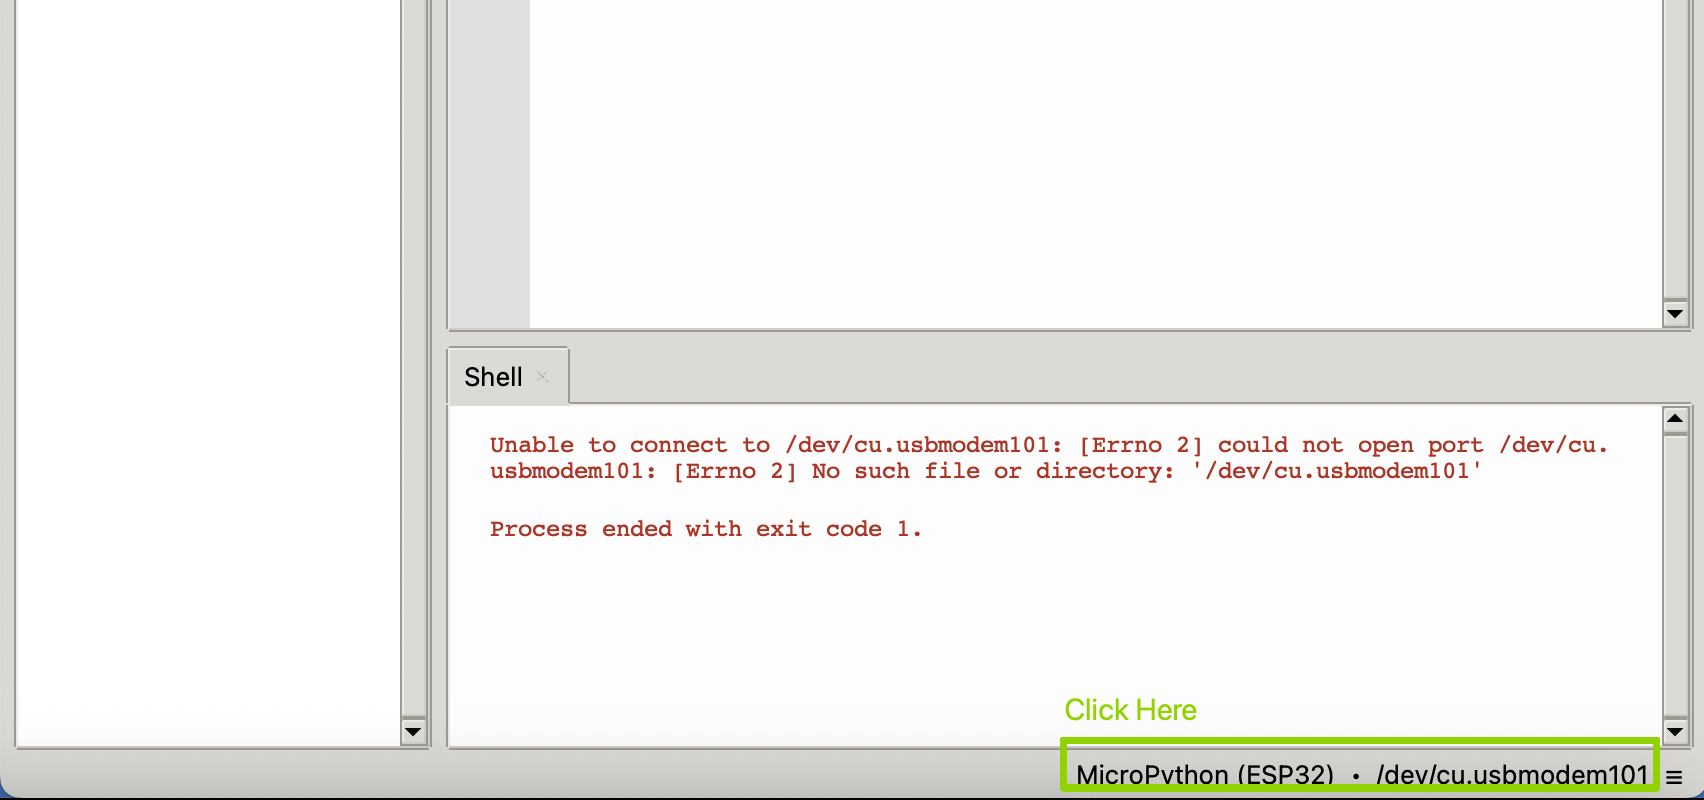 Shell
Unable to connect to /dev/cu.usbmodem101: [Errno 2] could not open port /dev/cu.
usbmodem101: [Errno 2] No such file or directory: '/dev/cu.usbmodem101'
Process ended with exit code 1.
Click Here
MicroPython (ESP32) • /dev/cu.usbmodem101 ≡